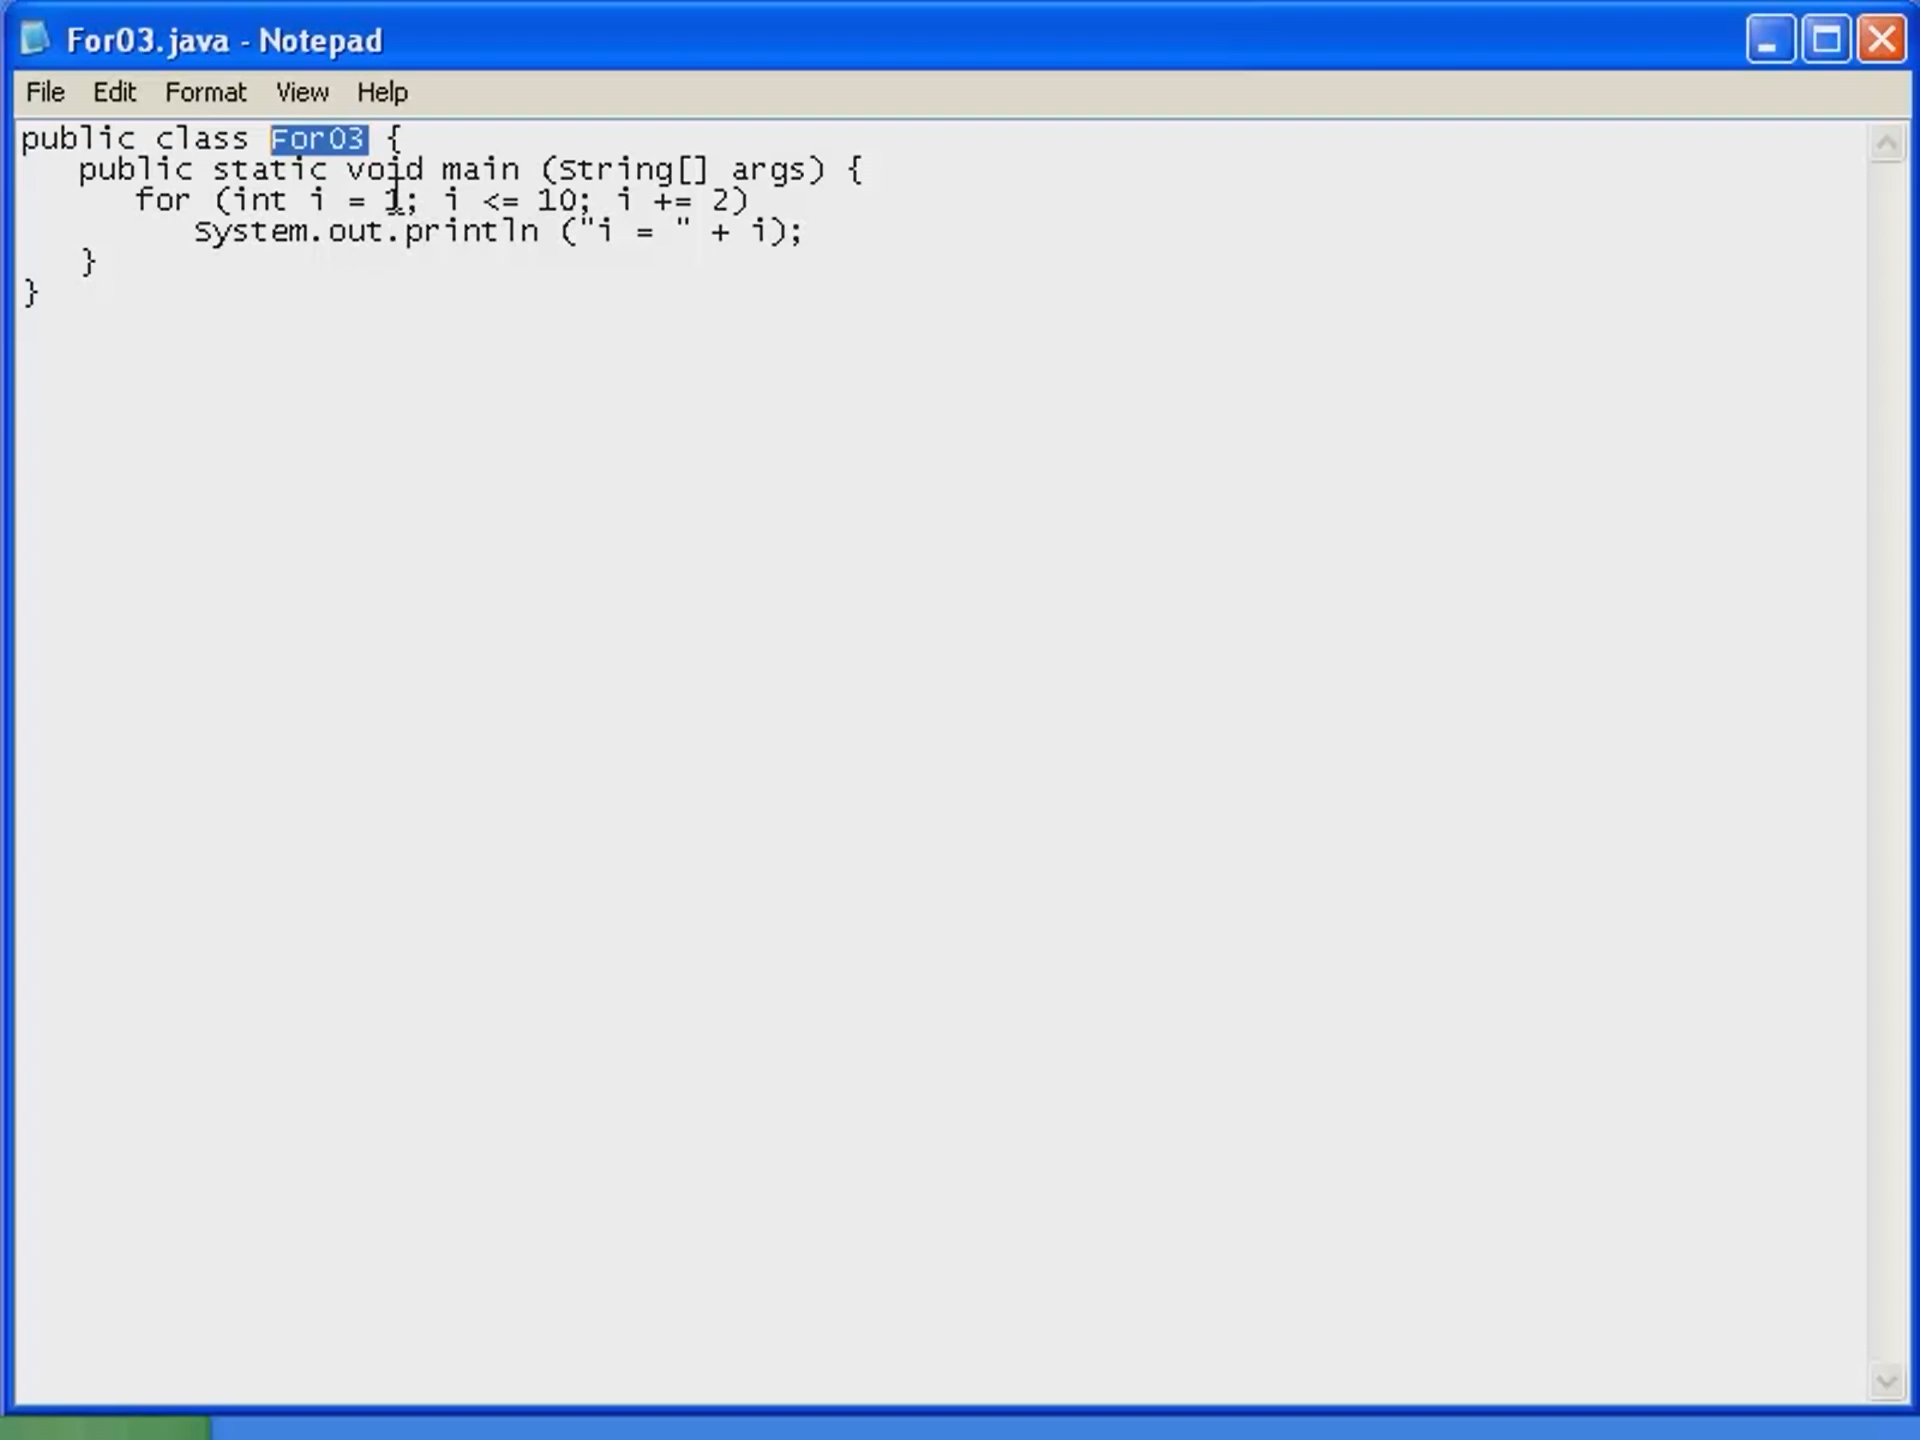 For03.java - Notepad
File Edit Format View Help
public class For03 {
   public static void main (String[] args) {
      for (int i = 1; i <= 10; i += 2)
         System.out.println ("i = " + i);
   }
}